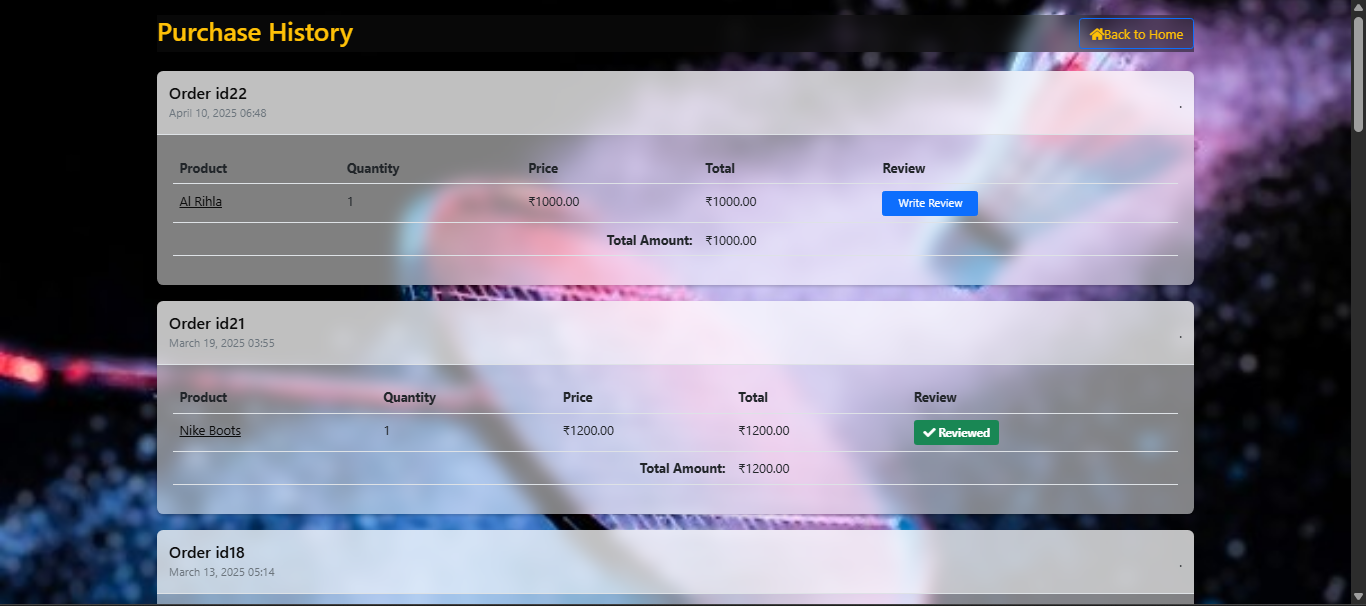 Purchase History
Back to Home
Order id22
April 10, 2025 06:48
.
Product Quantity Price Total Review
Al Rihla 1 ₹1000.00 ₹1000.00 Write Review
Total Amount: ₹1000.00
Order id21
March 19, 2025 03:55
.
Product Quantity Price Total Review
Nike Boots 1 ₹1200.00 ₹1200.00 Reviewed
Total Amount: ₹1200.00
Order id18
March 13, 2025 05:14
.